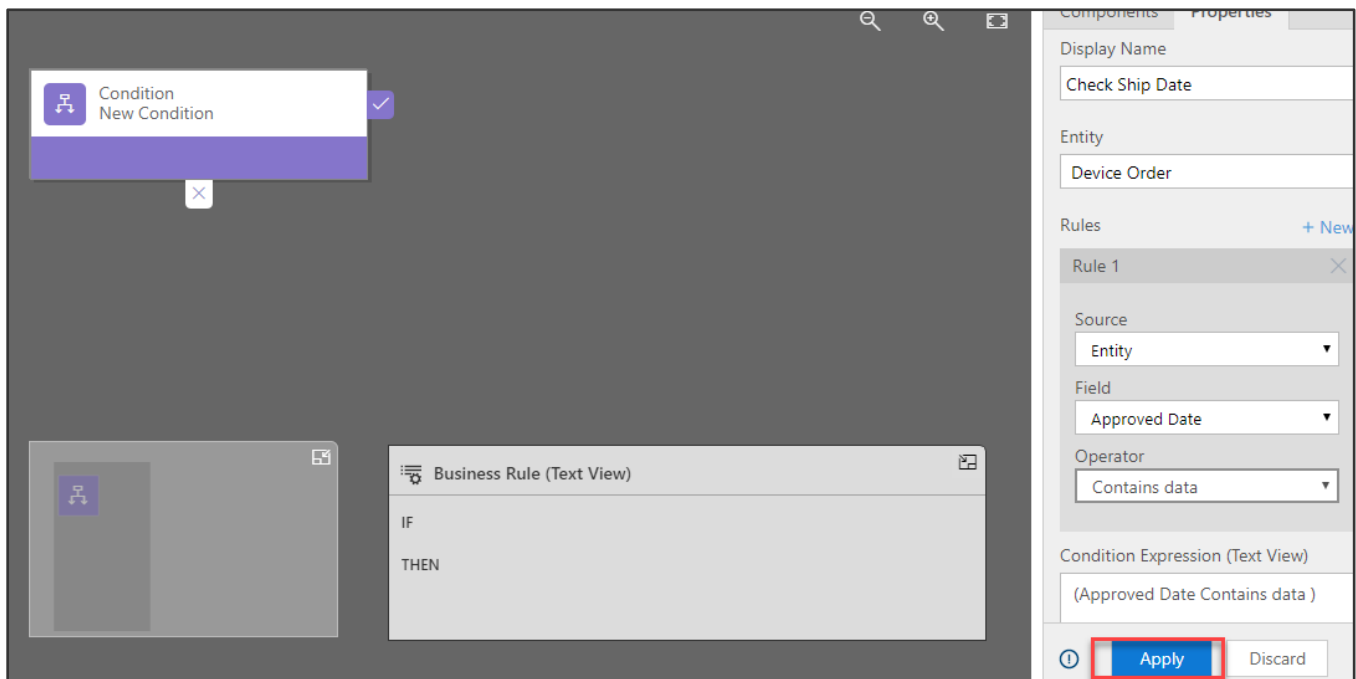 Components Properties
Display Name
Check Ship Date
Entity
Device Order
Rules
+ New
Rule 1
Source
Entity
Field
Approved Date
Operator
Contains data
Condition Expression (Text View)
(Approved Date Contains data )
Apply
Discard
Condition
New Condition
Business Rule (Text View)
IF
THEN